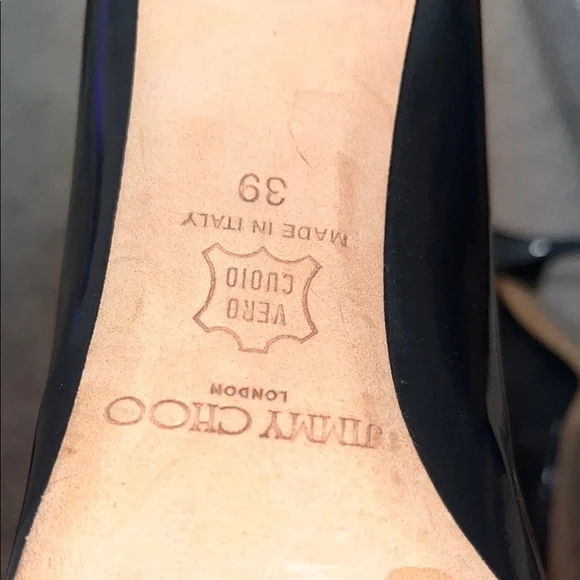 JIMMY CHOO
LONDON
VERO
CUOIO
MADE IN ITALY
39